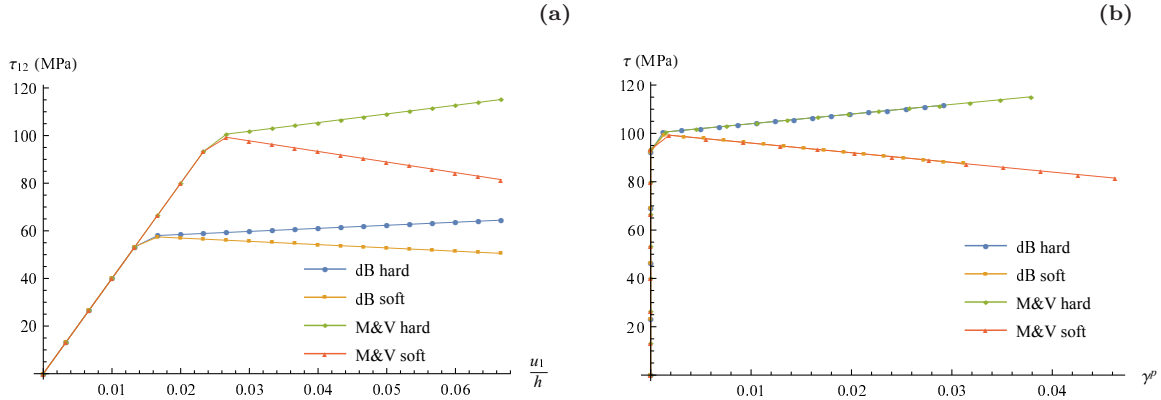 (a)
τ₁₂ (MPa)
120
100
80
60
40
20
0.01 0.02 0.03 0.04 0.05 0.06
u₁
h
dB hard
dB soft
M&V hard
M&V soft
(b)
τ (MPa)
120
100
80
60
40
20
0.01 0.02 0.03 0.04
γᵖ
dB hard
dB soft
M&V hard
M&V soft